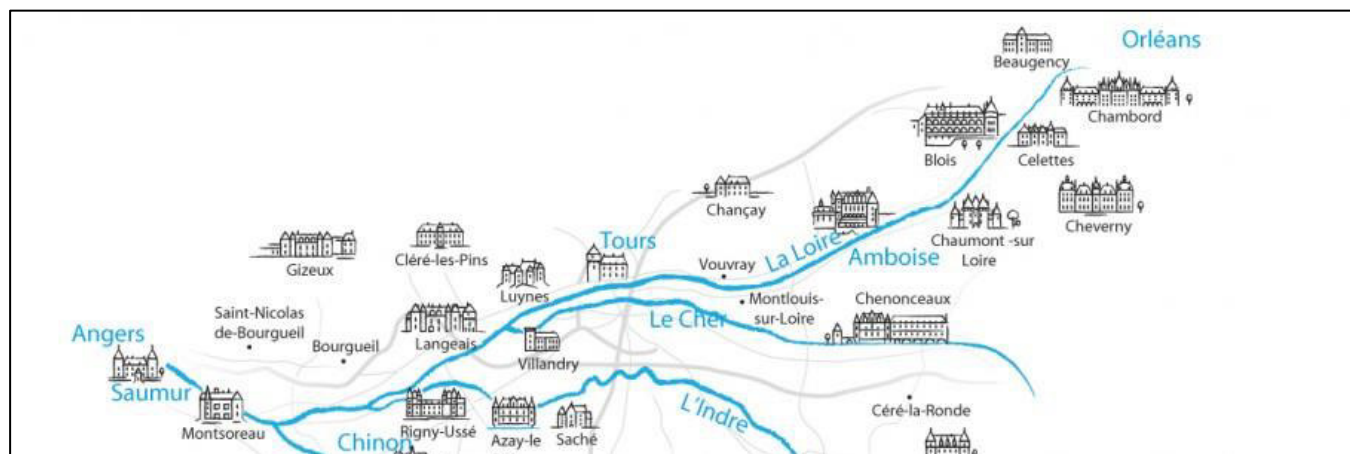 Orléans
Beaugency
Chambord
Blois
Celettes
Chançay
Cheverny
Chaumont -sur
Loire
La Loire
Amboise
Tours
Vouvray
Gizeux
Cléré-les-Pins
Luynes
Montlouis-
sur-Loire
Chenonceaux
Le Cher
Saint-Nicolas
de-Bourgueil
Bourgueil
Langeais
Villandry
Angers
Saumur
Montsoreau
Chinon
Rigny-Ussé
Azay-le
Saché
L'Indre
Céré-la-Ronde